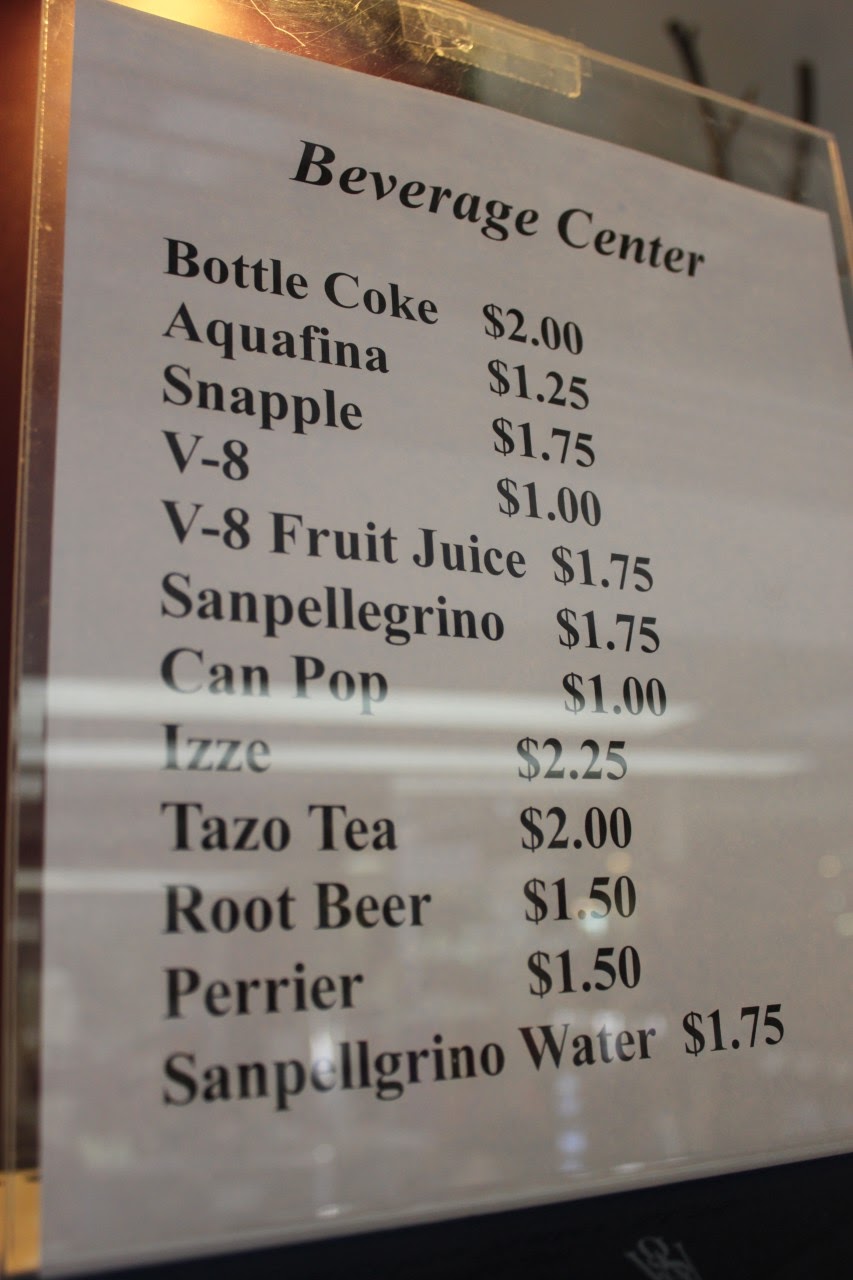 Beverage Center
Bottle Coke $2.00
Aquafina $1.25
Snapple $1.75
V-8 $1.00
V-8 Fruit Juice $1.75
Sanpellegrino $1.75
Can Pop $1.00
Izze $2.25
Tazo Tea $2.00
Root Beer $1.50
Perrier $1.50
Sanpellgrino Water $1.75